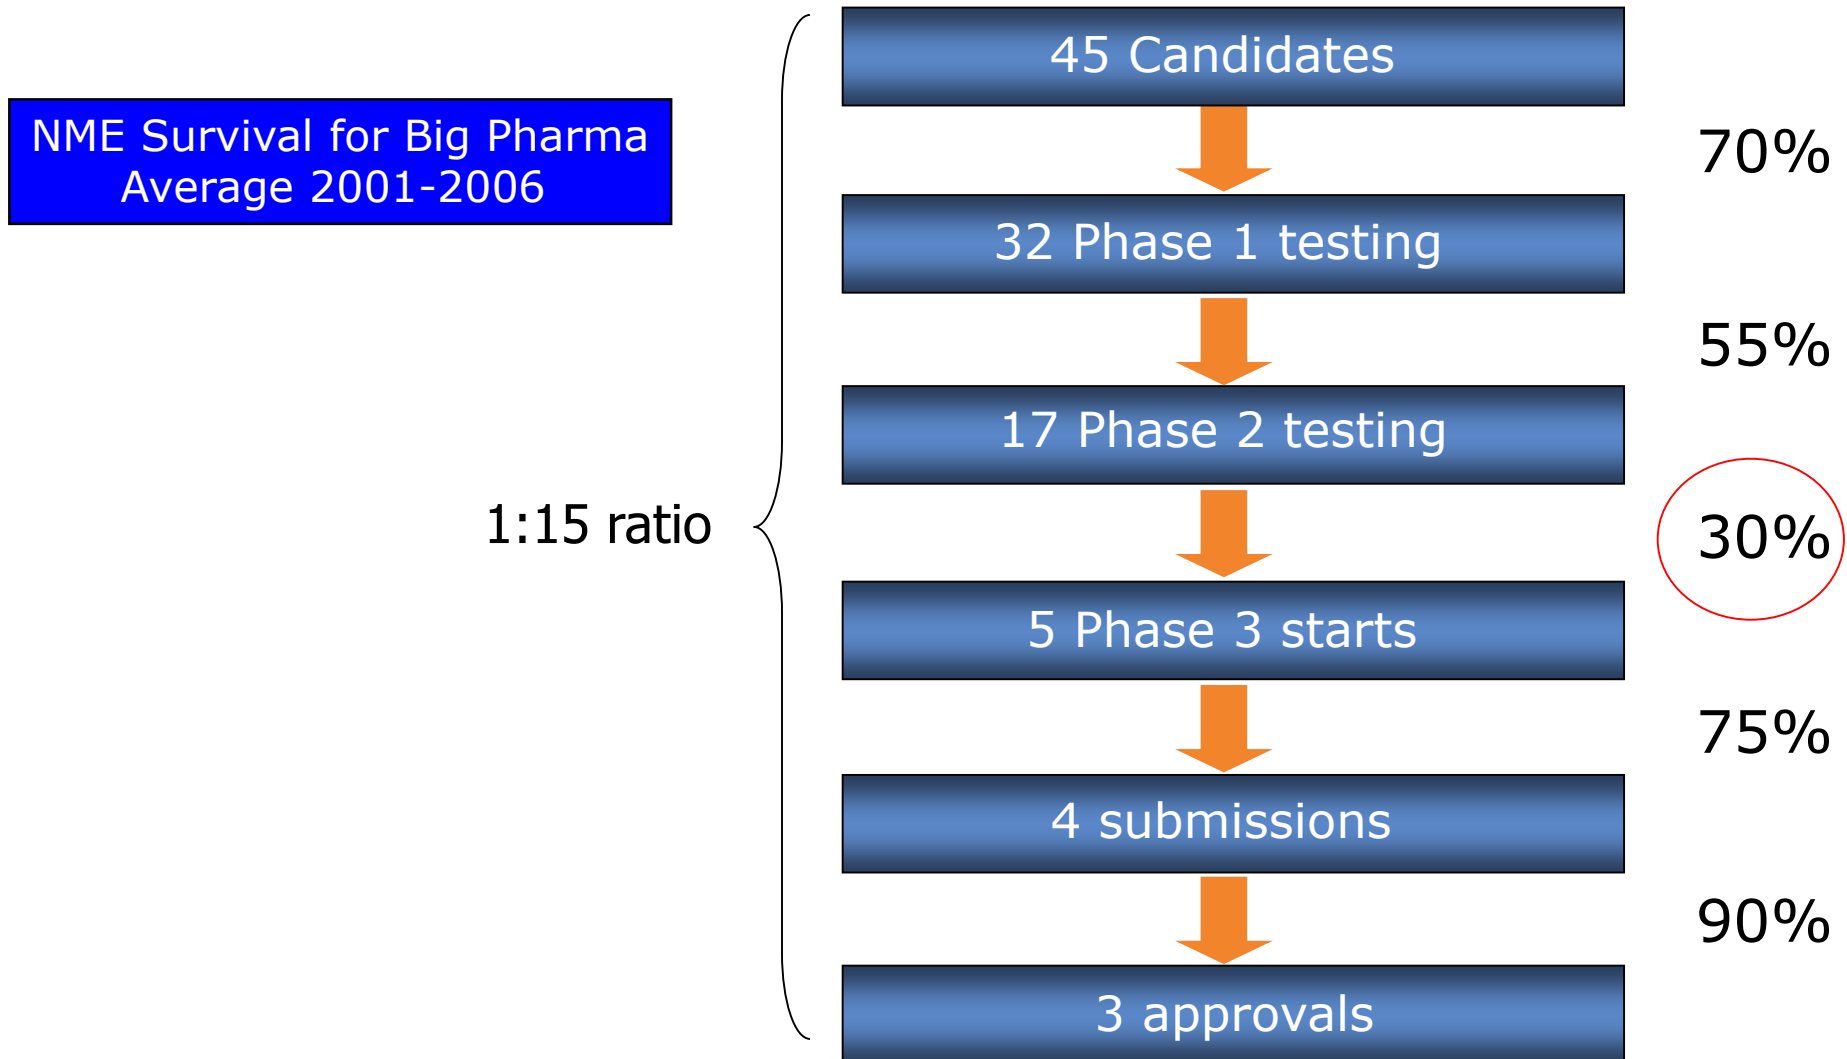 NME Survival for Big Pharma
Average 2001-2006
1:15 ratio
45 Candidates
70%
32 Phase 1 testing
55%
17 Phase 2 testing
30%
5 Phase 3 starts
75%
4 submissions
90%
3 approvals